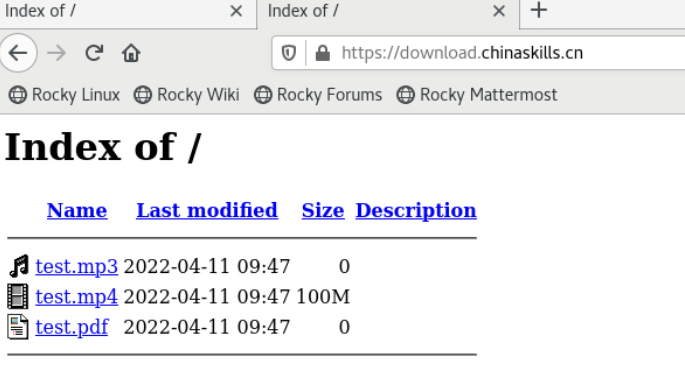 Index of / × Index of / × +
https://download.chinaskills.cn
Rocky Linux Rocky Wiki Rocky Forums Rocky Mattermost
Index of /
Name Last modified Size Description
test.mp3 2022-04-11 09:47 0
test.mp4 2022-04-11 09:47 100M
test.pdf 2022-04-11 09:47 0